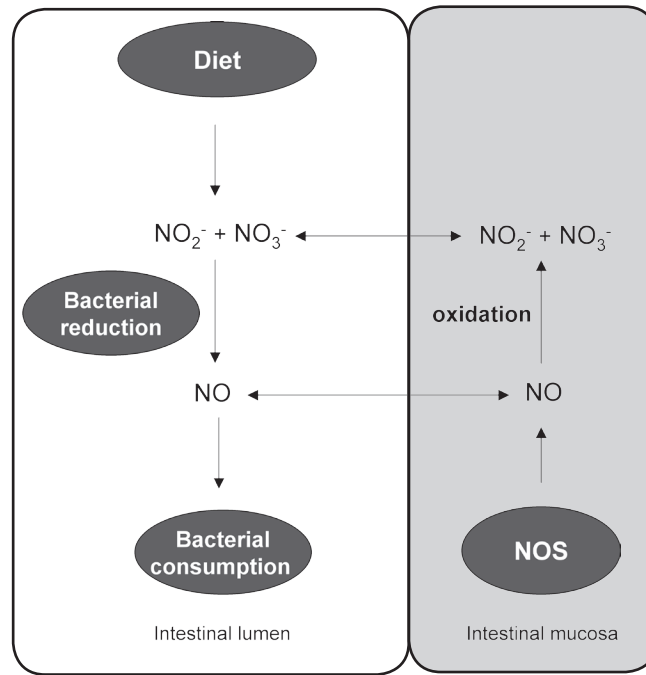 Diet
NO₂⁻ + NO₃⁻
NO₂⁻ + NO₃⁻
Bacterial
reduction
oxidation
NO
NO
Bacterial
consumption
NOS
Intestinal lumen
Intestinal mucosa